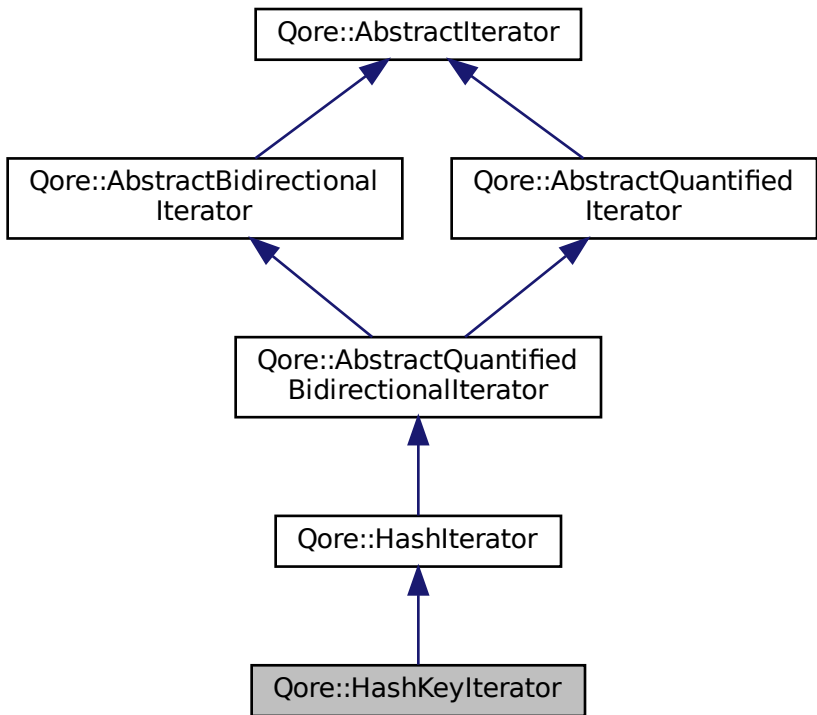 Qore::AbstractIterator
Qore::AbstractBidirectional
Iterator
Qore::AbstractQuantified
Iterator
Qore::AbstractQuantified
BidirectionalIterator
Qore::HashIterator
Qore::HashKeyIterator